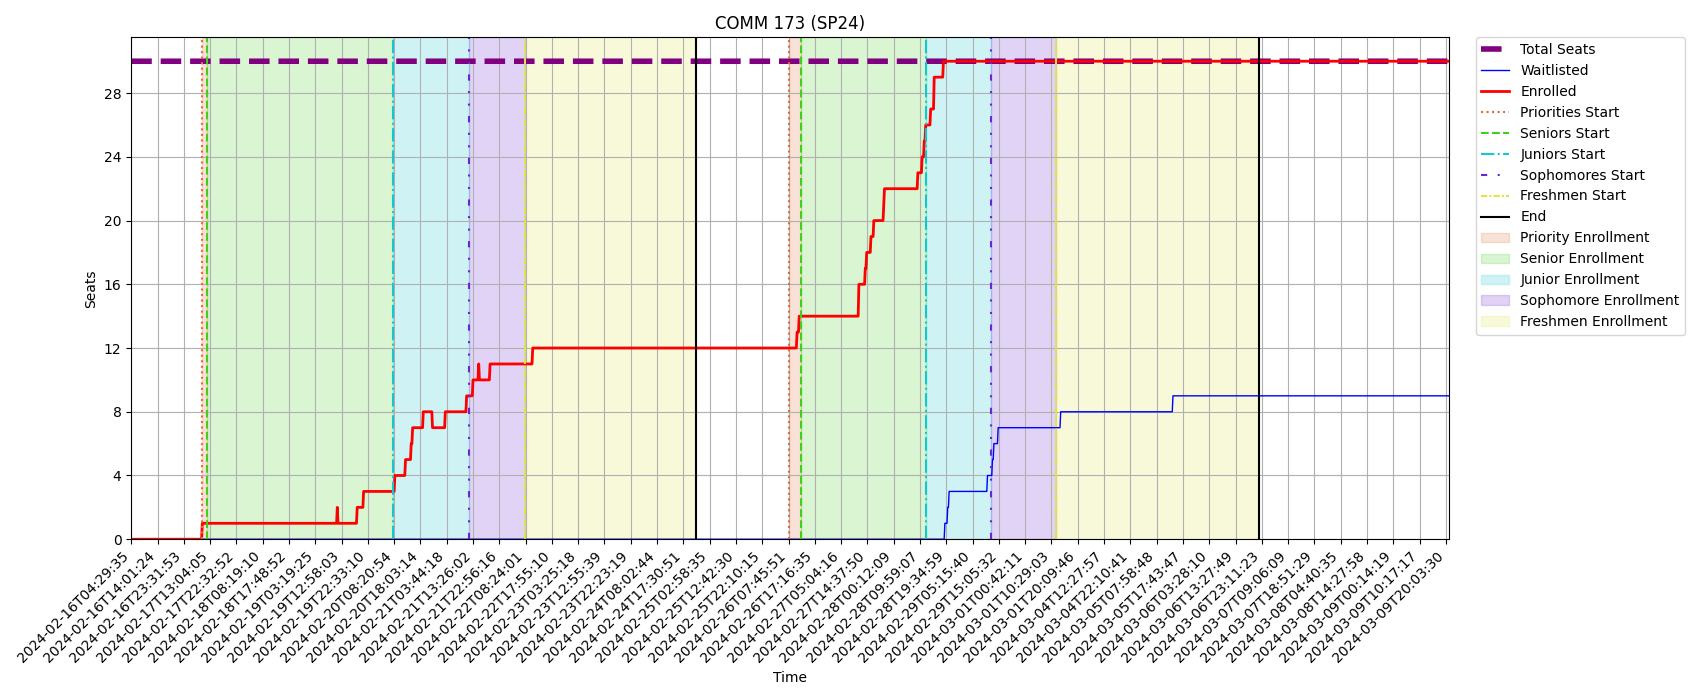 COMM 173 (SP24)
Seats
28
24
20
16
12
8
4
0
2024-02-16T04:29:35
2024-02-16T14:01:24
2024-02-16T23:31:53
2024-02-17T13:04:05
2024-02-17T22:32:52
2024-02-18T08:19:10
2024-02-18T17:48:52
2024-02-19T03:19:25
2024-02-19T12:58:03
2024-02-19T22:33:10
2024-02-20T08:20:54
2024-02-20T18:03:14
2024-02-21T03:44:18
2024-02-21T13:26:02
2024-02-21T22:56:16
2024-02-22T08:24:01
2024-02-22T17:55:10
2024-02-23T03:25:18
2024-02-23T12:55:39
2024-02-23T22:23:19
2024-02-24T08:02:44
2024-02-24T17:30:51
2024-02-25T02:58:35
2024-02-25T12:42:30
2024-02-25T22:10:15
2024-02-26T07:45:51
2024-02-26T17:16:35
2024-02-27T05:04:16
2024-02-27T14:37:50
2024-02-28T00:12:09
2024-02-28T09:59:07
2024-02-28T19:34:59
2024-02-29T05:15:40
2024-02-29T15:05:32
2024-03-01T00:42:11
2024-03-01T10:29:03
2024-03-01T20:09:46
2024-03-04T12:27:57
2024-03-04T22:10:41
2024-03-05T07:58:48
2024-03-05T17:43:47
2024-03-06T03:28:10
2024-03-06T13:27:49
2024-03-06T23:11:23
2024-03-07T09:06:09
2024-03-07T18:51:29
2024-03-08T04:40:35
2024-03-08T14:27:58
2024-03-09T00:14:19
2024-03-09T10:17:17
2024-03-09T20:03:30
Time
Total Seats
Waitlisted
Enrolled
Priorities Start
Seniors Start
Juniors Start
Sophomores Start
Freshmen Start
End
Priority Enrollment
Senior Enrollment
Junior Enrollment
Sophomore Enrollment
Freshmen Enrollment